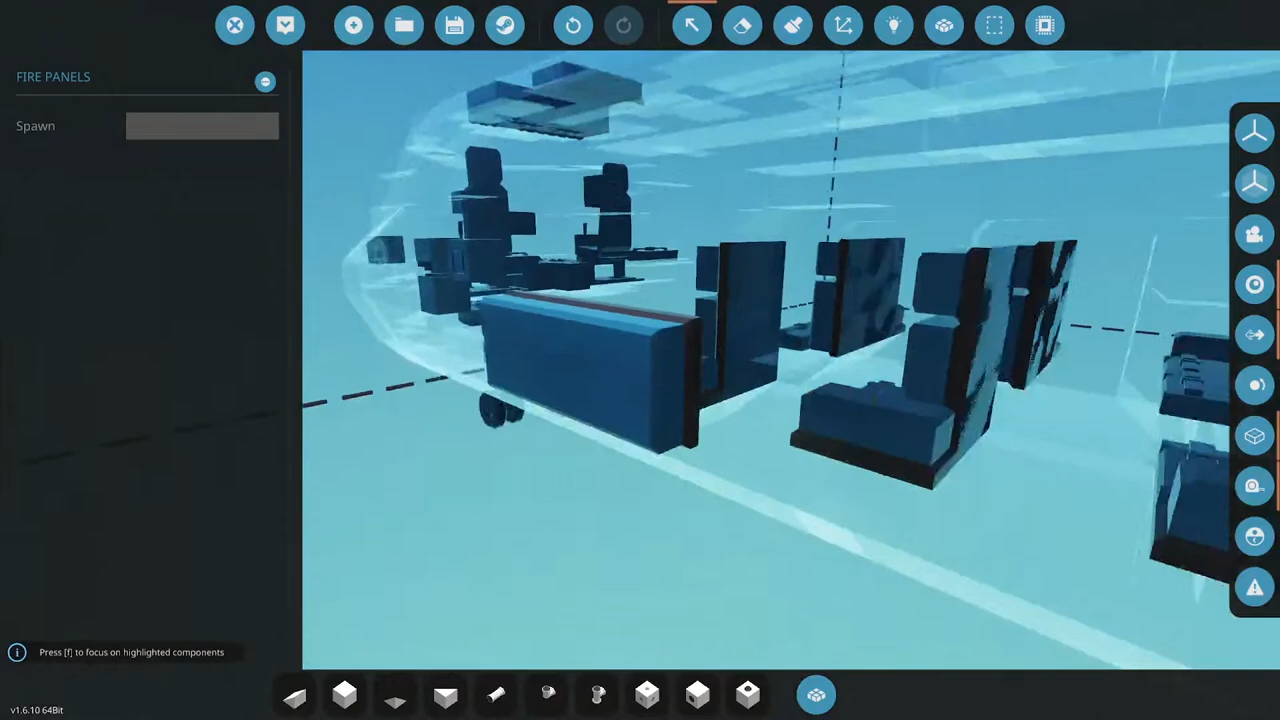 FIRE PANELS
Spawn
Press [f] to focus on highlighted components
v1.6.10 64Bit